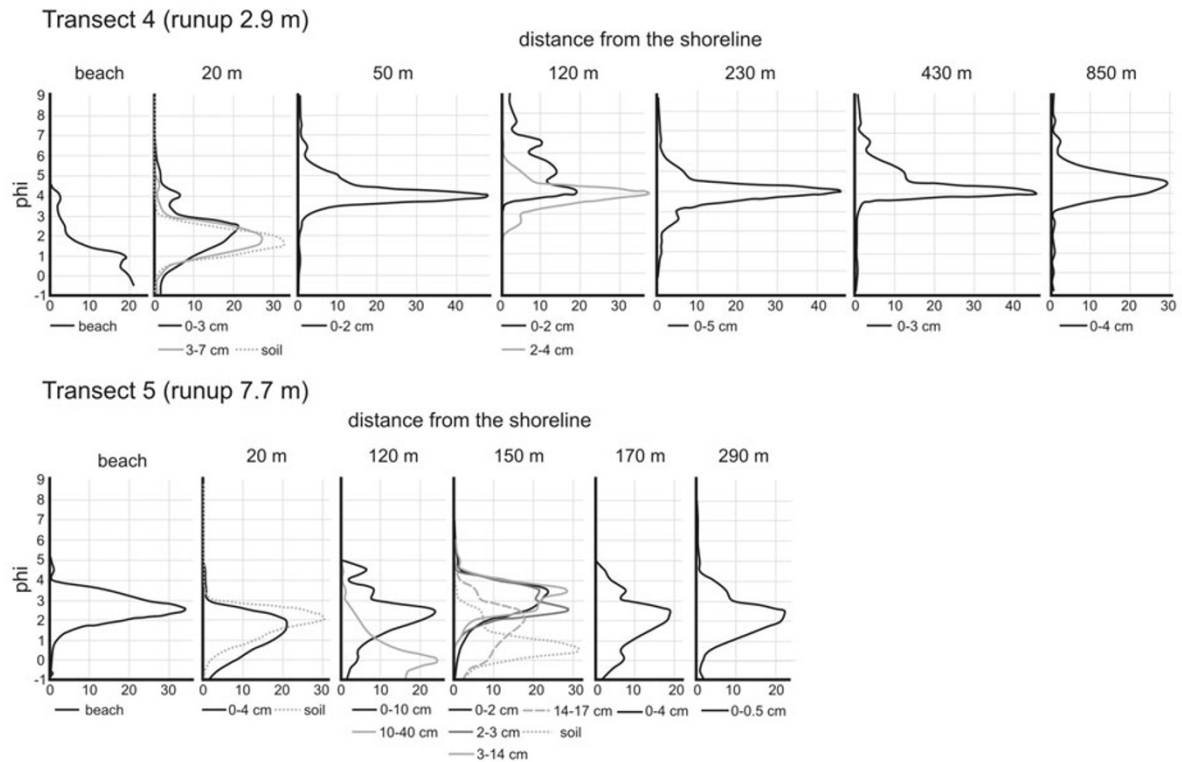 Transect 4 (runup 2.9 m)
distance from the shoreline
beach 20 m 50 m 120 m 230 m 430 m 850 m
phi
9
8
7
6
5
4
3
2
1
0
-1
0 10 20 0 10 20 30 0 10 20 30 40 0 10 20 30 0 10 20 30 40 0 10 20 30 40 0 10 20 30
beach 0-3 cm 0-2 cm 0-2 cm 0-5 cm 0-3 cm 0-4 cm
3-7 cm soil 2-4 cm
Transect 5 (runup 7.7 m)
distance from the shoreline
beach 20 m 120 m 150 m 170 m 290 m
phi
9
8
7
6
5
4
3
2
1
0
-1
0 10 20 30 0 10 20 30 0 10 20 0 10 20 30 0 10 20 0 10 20
beach 0-4 cm soil 0-10 cm 0-2 cm 14-17 cm 0-4 cm 0-0.5 cm
10-40 cm 2-3 cm soil
3-14 cm